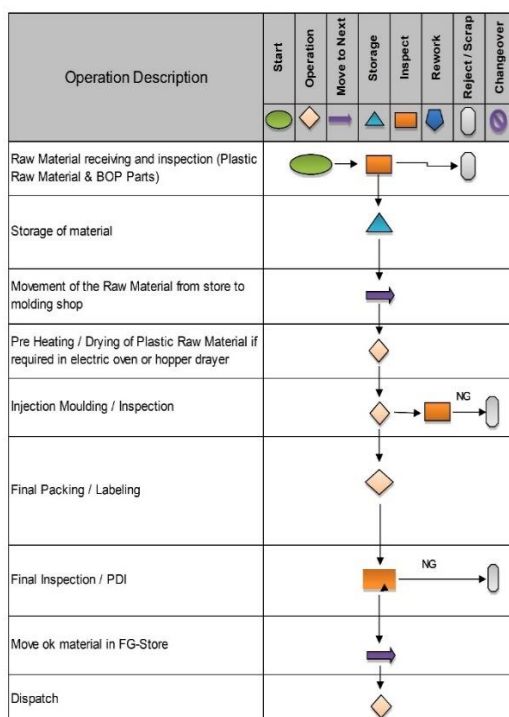 Operation Description
Start
Operation
Move to Next
Storage
Inspect
Rework
Reject / Scrap
Changeover
Raw Material receiving and inspection (Plastic
Raw Material & BOP Parts)
Storage of material
Movement of the Raw Material from store to
molding shop
Pre Heating / Drying of Plastic Raw Material if
required in electric oven or hopper drayer
Injection Moulding / Inspection
NG
Final Packing / Labeling
Final Inspection / PDI
NG
Move ok material in FG-Store
Dispatch